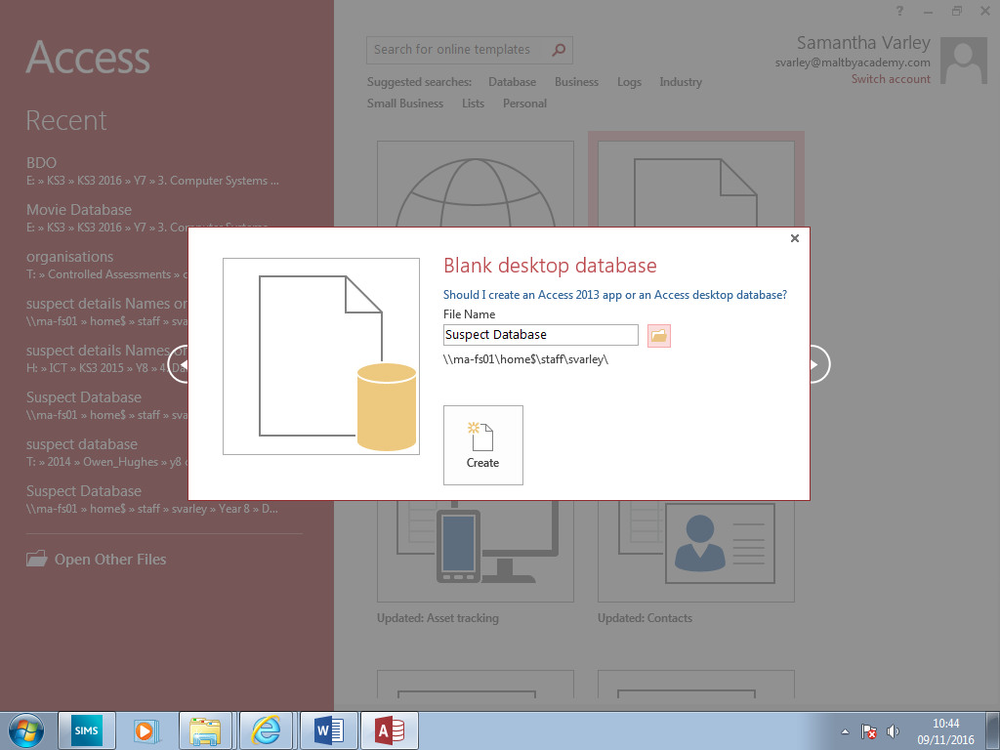 ?
Access
Search for online templates
Samantha Varley
svarley@maltbyacademy.com
Switch account
Suggested searches: Database Business Logs Industry
Small Business Lists Personal
Recent
BDO
E: » KS3 » KS3 2016 » Y7 » 3. Computer Systems ...
Movie Database
E: » KS3 » KS3 2016 » Y7 » 3. Computer Systems
organisations
T: » Controlled Assessments »
suspect details Names or
\\ma-fs01 » home$ » staff » sva
suspect details Names or
H: » ICT » KS3 2015 » Y8 » 4. Da
Suspect Database
\\ma-fs01 » home$ » staff » sva
suspect database
T: » 2014 » Owen_Hughes » y8
Suspect Database
\\ma-fs01 » home$ » staff » svarley » Year 8 » D...
Open Other Files
Blank desktop database
Should I create an Access 2013 app or an Access desktop database?
File Name
Suspect Database
\\ma-fs01\home$\staff\svarley\
Create
Updated: Asset tracking
Updated: Contacts
SIMS
W
A
10:44
09/11/2016